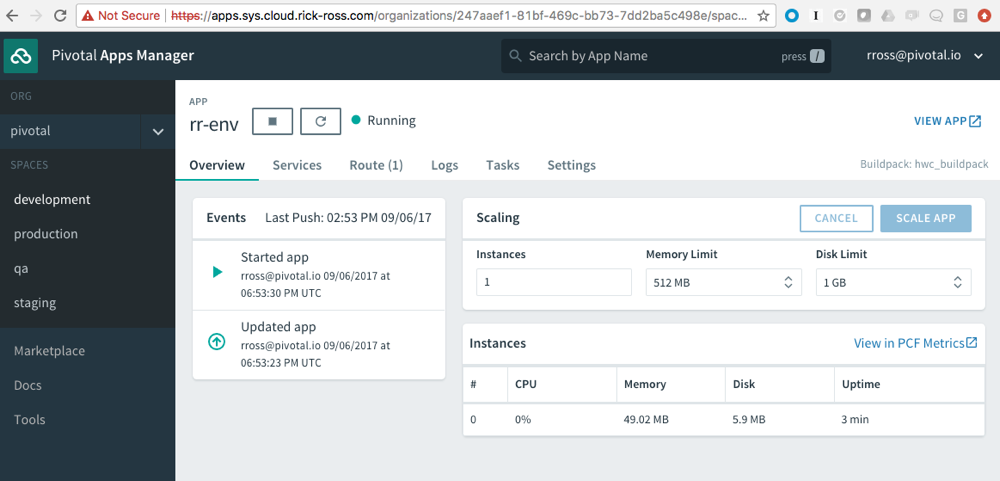 Not Secure https://apps.sys.cloud.rick-ross.com/organizations/247aaef1-81bf-469c-bb73-7dd2ba5c498e/spac...
Pivotal Apps Manager
Search by App Name press /
rross@pivotal.io
ORG
pivotal
SPACES
development
production
qa
staging
Marketplace
Docs
Tools
APP
rr-env
Running
VIEW APP
Overview Services Route (1) Logs Tasks Settings
Buildpack: hwc_buildpack
Events Last Push: 02:53 PM 09/06/17
Started app
rross@pivotal.io 09/06/2017 at
06:53:30 PM UTC
Updated app
rross@pivotal.io 09/06/2017 at
06:53:23 PM UTC
Scaling CANCEL SCALE APP
Instances Memory Limit Disk Limit
1 512 MB 1 GB
Instances View in PCF Metrics
# CPU Memory Disk Uptime
0 0% 49.02 MB 5.9 MB 3 min